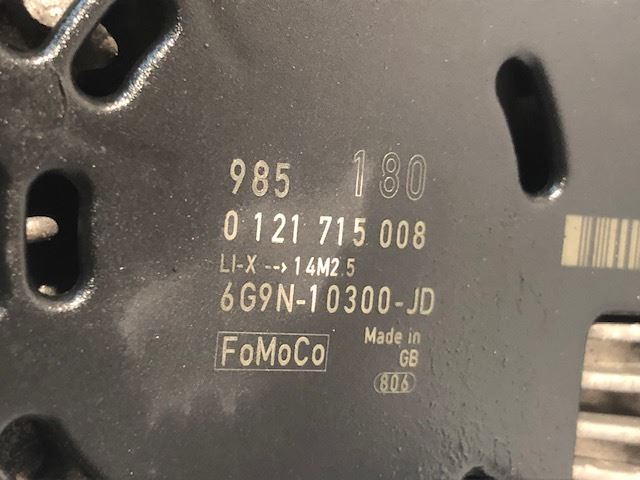 985 180
0 121 715 008
LI-X --> 14M2.5
6G9N-10300-JD
FoMoCo
Made in
GB
806